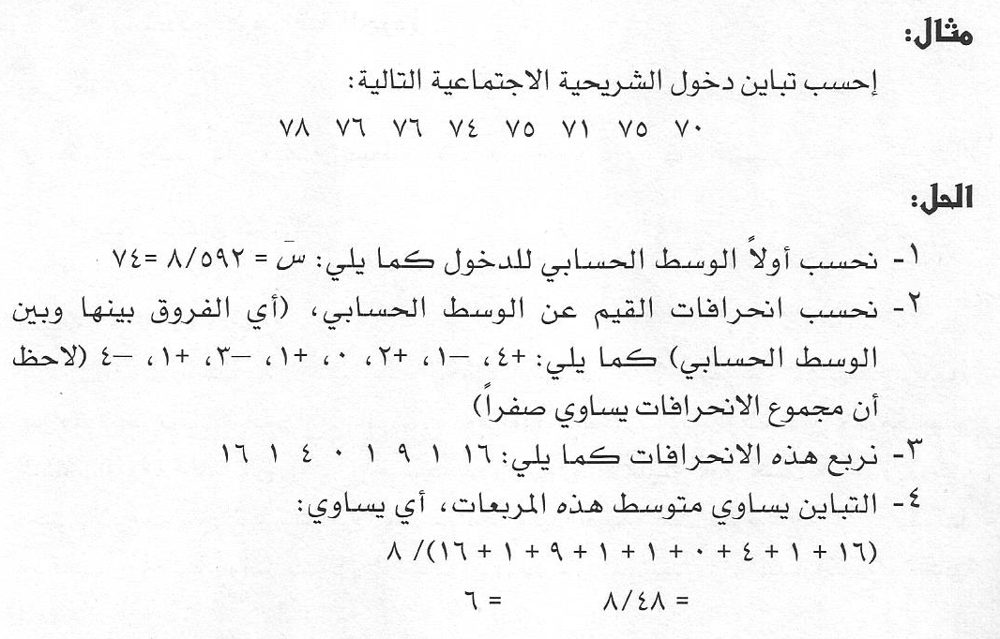 مثال:
إحسب تباين دخول الشريحية الاجتماعية التالية:
٧٠ ٧٥ ٧١ ٧٥ ٧٤ ٧٦ ٧٦ ٧٨
الحل:
١- نحسب أولاً الوسط الحسابي للدخول كما يلي: س̄ = ٥٩٢/٨ =٧٤
٢- نحسب انحرافات القيم عن الوسط الحسابي، (أي الفروق بينها وبين
الوسط الحسابي) كما يلي: +٤، –١، +٢، ٠، +١، –٣، +١، –٤ (لاحظ
أن مجموع الانحرافات يساوي صفراً)
٣- نربع هذه الانحرافات كما يلي: ١٦ ١ ٩ ١ ٠ ٤ ١ ١٦
٤- التباين يساوي متوسط هذه المربعات، أي يساوي:
(١٦ + ١ + ٤ + ٠ + ١ + ١ + ٩ + ١ + ١٦)/ ٨
= ٤٨/٨ = ٦